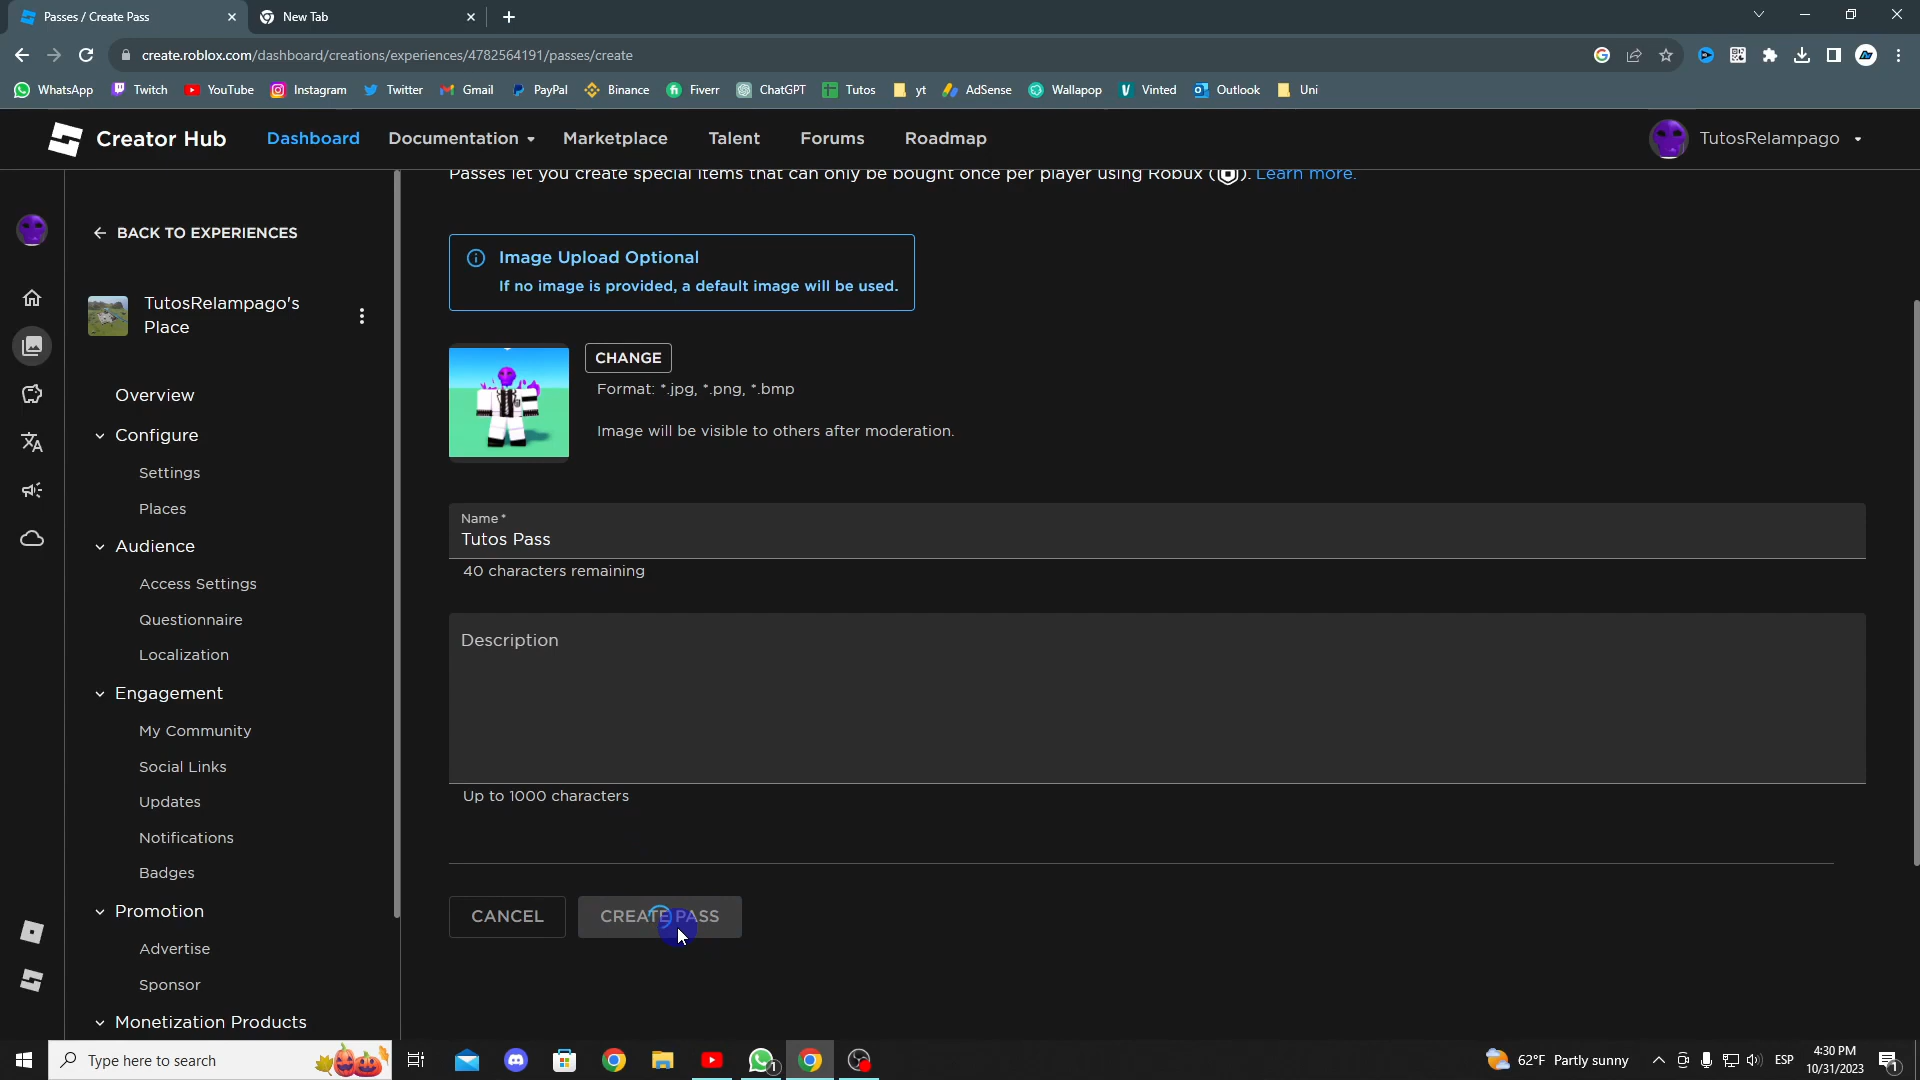 Passes / Create Pass
New Tab
create.roblox.com/dashboard/creations/experiences/4782564191/passes/create
WhatsApp Twitch YouTube Instagram Twitter Gmail PayPal Binance Fiverr ChatGPT Tutos yt AdSense Wallapop Vinted Outlook Uni
Creator Hub Dashboard Documentation Marketplace Talent Forums Roadmap TutosRelampago
Passes let you create special items that can only be bought once per player using Robux ( ). Learn more.
BACK TO EXPERIENCES
TutosRelampago's
Place
Overview
Configure
Settings
Places
Audience
Access Settings
Questionnaire
Localization
Engagement
My Community
Social Links
Updates
Notifications
Badges
Promotion
Advertise
Sponsor
Monetization Products
Image Upload Optional
If no image is provided, a default image will be used.
CHANGE
Format: *.jpg, *.png, *.bmp
Image will be visible to others after moderation.
Name*
Tutos Pass
40 characters remaining
Description
Up to 1000 characters
CANCEL
CREATE PASS
Type here to search
1
62°F Partly sunny
ESP
4:30 PM
10/31/2023
1